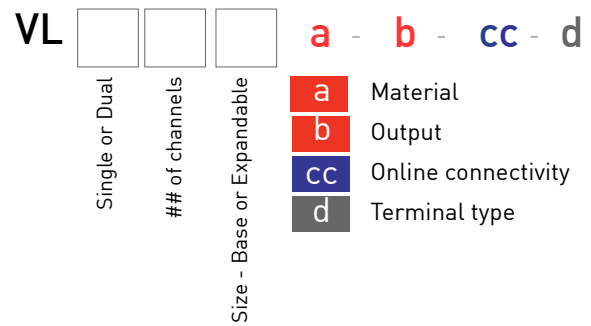 VL a - b - cc - d
a Material
b Output
cc Online connectivity
d Terminal type
Single or Dual
## of channels
Size - Base or Expandable